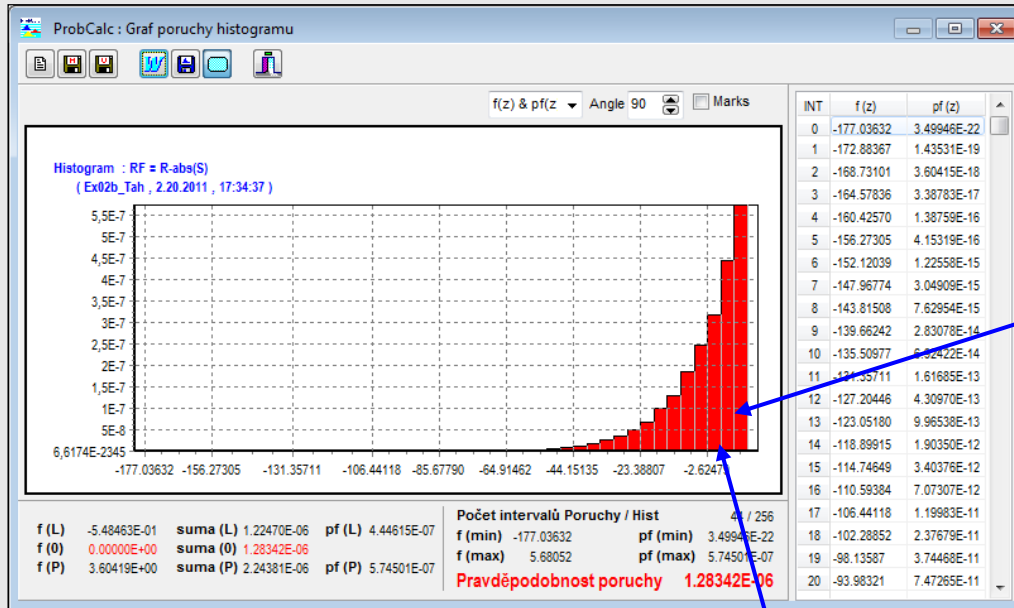 ProbCalc : Graf poruchy histogramu
f(z) & pf(z Angle 90 Marks
Histogram : RF = R-abs(S)
( Ex02b_Tah , 2.20.2011 , 17:34:37 )
5,5E-7
5E-7
4,5E-7
4E-7
3,5E-7
3E-7
2,5E-7
2E-7
1,5E-7
1E-7
5E-8
6,6174E-2345
-177.03632 -156.27305 -131.35711 -106.44118 -85.67790 -64.91462 -44.15135 -23.38807 -2.62479
f (L) -5.48463E-01 suma (L) 1.22470E-06 pf (L) 4.44615E-07
f (0) 0.00000E+00 suma (0) 1.28342E-06
f (P) 3.60419E+00 suma (P) 2.24381E-06 pf (P) 5.74501E-07
Počet intervalů Poruchy / Hist / 256
f (min) -177.03632 pf (min) 3.49946E-22
f (max) 5.68052 pf (max) 5.74501E-07
Pravděpodobnost poruchy 1.28342E-06
INT f (z) pf (z)
0 -177.03632 3.49946E-22
1 -172.88367 1.43531E-19
2 -168.73101 3.60415E-18
3 -164.57836 3.38783E-17
4 -160.42570 1.38759E-16
5 -156.27305 4.15319E-16
6 -152.12039 1.22558E-15
7 -147.96774 3.04909E-15
8 -143.81508 7.62954E-15
9 -139.66242 2.83078E-14
10 -135.50977
11 -131.35711 1.61685E-13
12 -127.20446 4.30970E-13
13 -123.05180 9.96538E-13
14 -118.89915 1.90350E-12
15 -114.74649 3.40376E-12
16 -110.59384 7.07307E-12
17 -106.44118 1.19983E-11
18 -102.28852 2.37679E-11
19 -98.13587 3.74468E-11
20 -93.98321 7.47265E-11